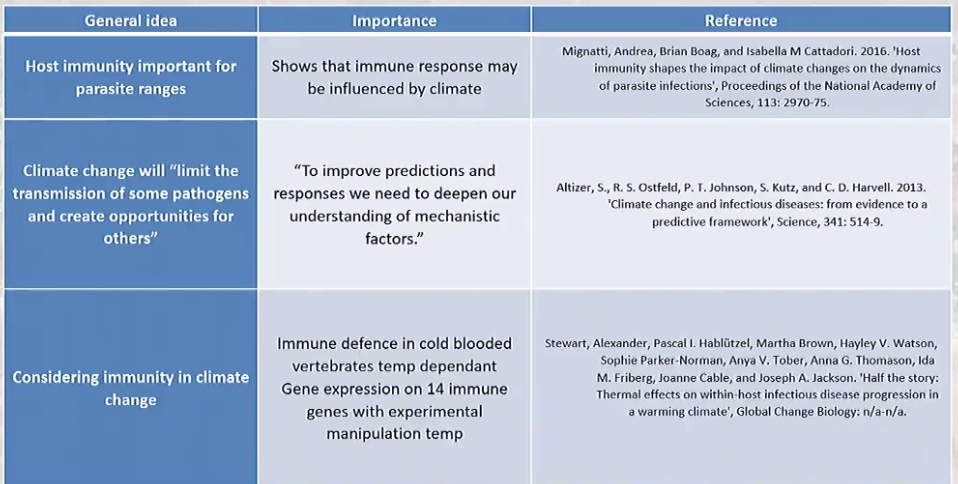 General idea
Importance
Reference
Host immunity important for
parasite ranges
Shows that immune response may
be influenced by climate
Mignatti, Andrea, Brian Boag, and Isabella M Cattadori. 2016. 'Host
immunity shapes the impact of climate changes on the dynamics
of parasite infections', Proceedings of the National Academy of
Sciences, 113: 2970-75.
Climate change will “limit the
transmission of some pathogens
and create opportunities for
others”
“To improve predictions and
responses we need to deepen our
understanding of mechanistic
factors.”
Altizer, S., R. S. Ostfeld, P. T. Johnson, S. Kutz, and C. D. Harvell. 2013.
'Climate change and infectious diseases: from evidence to a
predictive framework', Science, 341: 514-9.
Considering immunity in climate
change
Immune defence in cold blooded
vertebrates temp dependant
Gene expression on 14 immune
genes with experimental
manipulation temp
Stewart, Alexander, Pascal I. Hablützel, Martha Brown, Hayley V. Watson,
Sophie Parker-Norman, Anya V. Tober, Anna G. Thomason, Ida
M. Friberg, Joanne Cable, and Joseph A. Jackson. 'Half the story:
Thermal effects on within-host infectious disease progression in
a warming climate', Global Change Biology: n/a-n/a.